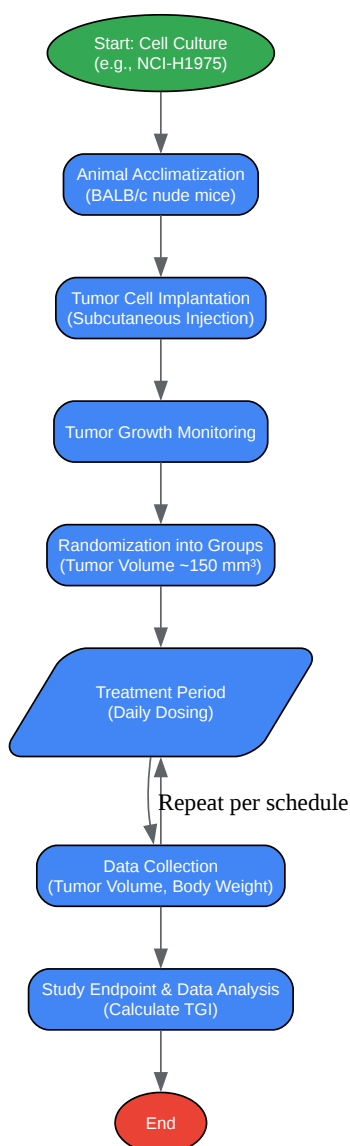 Start: Cell Culture
(e.g., NCI-H1975)
Animal Acclimatization
(BALB/c nude mice)
Tumor Cell Implantation
(Subcutaneous Injection)
Tumor Growth Monitoring
Randomization into Groups
(Tumor Volume ~150 mm³)
Treatment Period
(Daily Dosing)
Repeat per schedule
Data Collection
(Tumor Volume, Body Weight)
Study Endpoint & Data Analysis
(Calculate TGI)
End